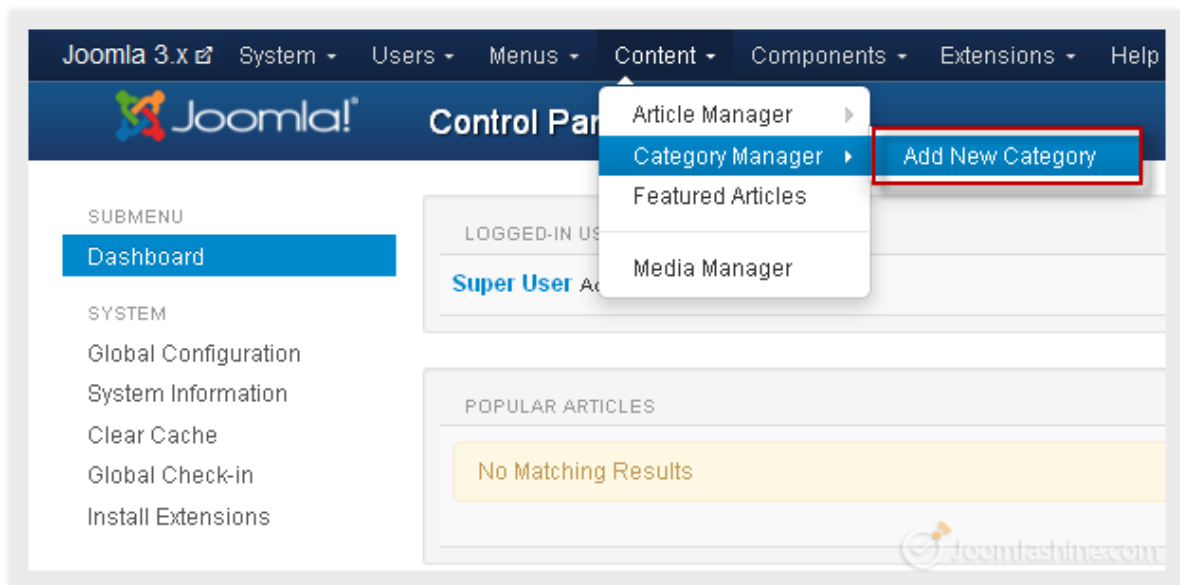 Joomla 3.x System Users Menus Content Components Extensions Help
Joomla!
Control Par
Article Manager
Category Manager
Add New Category
Featured Articles
Media Manager
SUBMENU
Dashboard
SYSTEM
Global Configuration
System Information
Clear Cache
Global Check-in
Install Extensions
LOGGED-IN US
Super User Ac
POPULAR ARTICLES
No Matching Results
Joomlashine.com